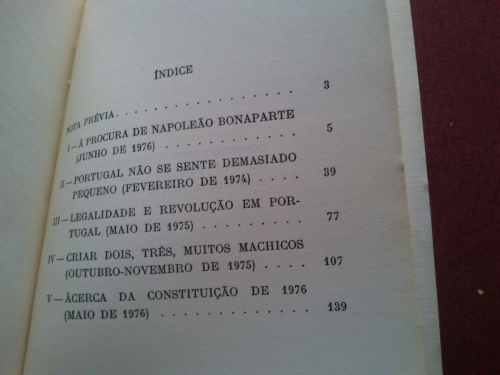 ÍNDICE
NOTA PRÉVIA . . . . . . . . . . . . . . 3
I — À PROCURA DE NAPOLEÃO BONAPARTE
(JUNHO DE 1976) . . . . . . . . . . . . 5
II — PORTUGAL NÃO SE SENTE DEMASIADO
PEQUENO (FEVEREIRO DE 1974) . . . . 39
III — LEGALIDADE E REVOLUÇÃO EM POR-
TUGAL (MAIO DE 1975) . . . . . . . . . 77
IV — CRIAR DOIS, TRÊS, MUITOS MACHICOS
(OUTUBRO-NOVEMBRO DE 1975) . . . . 107
V — ÀCERCA DA CONSTITUIÇÃO DE 1976
(MAIO DE 1976) . . . . . . . . . . . . . 139